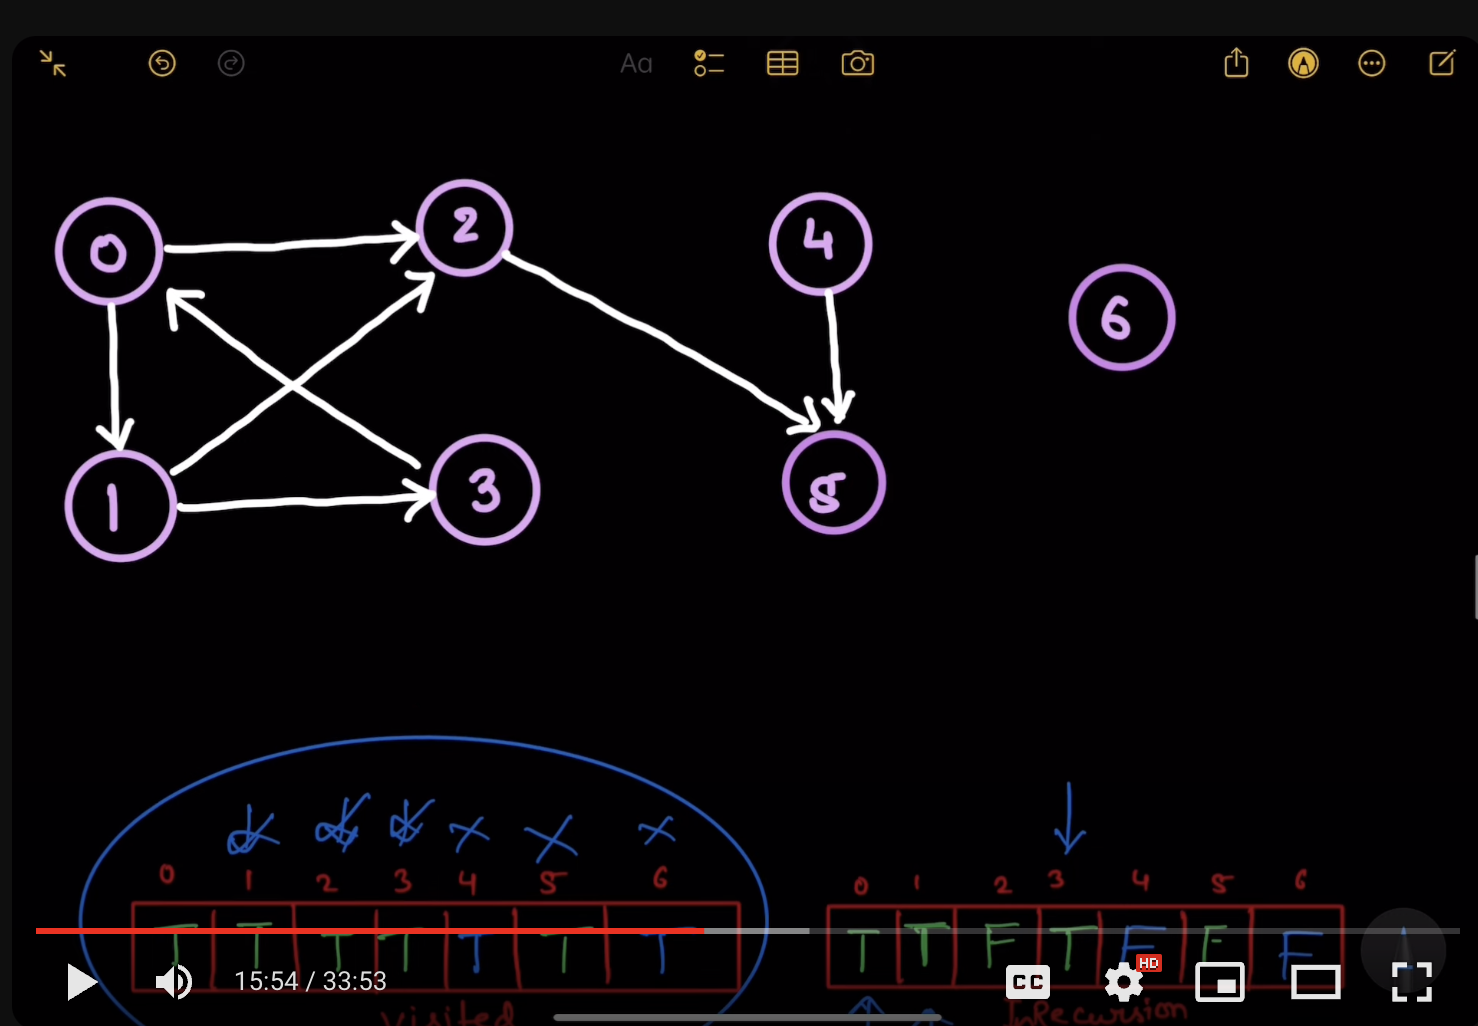 Aa
0 2 4
6
1 3 5
0 1 2 3 4 5 6
0 1 2 3 4 5 6
T T T T T T T
T T F T F F F
15:54 / 33:53
CC HD
visited
InRecursion